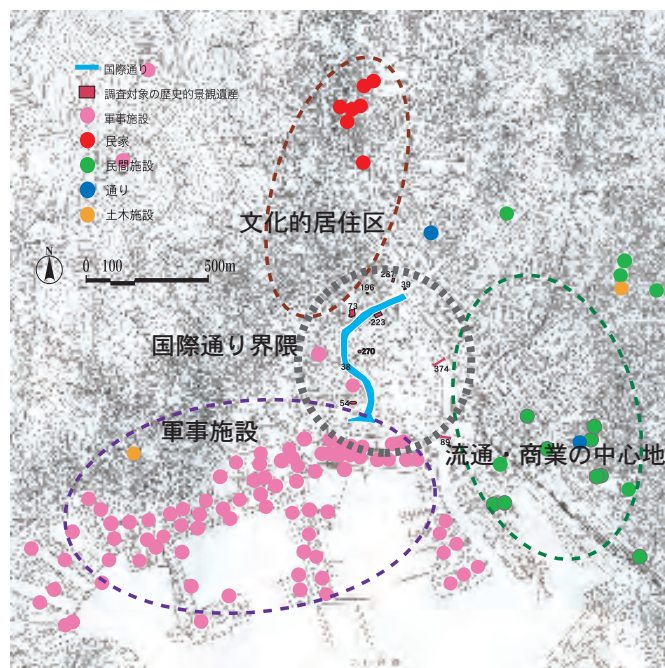 国際通り
調査対象の歴史的景観遺産
軍事施設
民家
民間施設
通り
土木施設
文化的居住区
N
0 100 500m
287
196
39
73
223
国際通り界隈
270
38
374
54
軍事施設
89
流通・商業の中心地